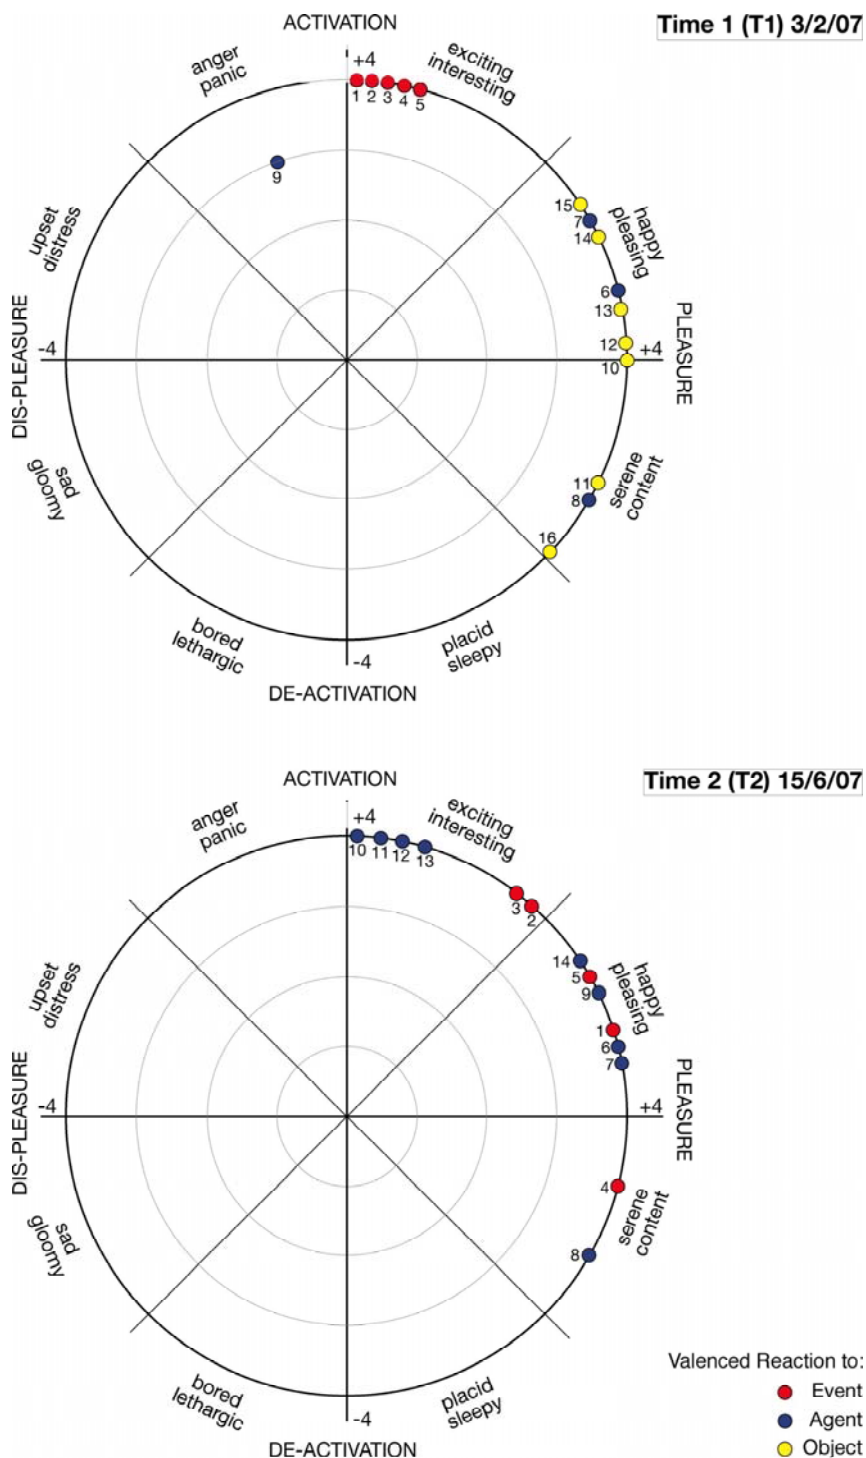 ACTIVATION
Time 1 (T1) 3/2/07
anger
panic
+4
exciting
interesting
1 2 3 4 5
9
15
7
14
happy
pleasing
upset
distress
6
13
12
10
DIS-PLEASURE
-4
+4
PLEASURE
11
8
serene
content
sad
gloomy
16
bored
lethargic
placid
sleepy
-4
DE-ACTIVATION
ACTIVATION
Time 2 (T2) 15/6/07
anger
panic
+4
exciting
interesting
10 11 12 13
3
2
14
5
9
happy
pleasing
upset
distress
1
6
7
DIS-PLEASURE
-4
+4
PLEASURE
4
8
serene
content
sad
gloomy
bored
lethargic
placid
sleepy
-4
DE-ACTIVATION
Valenced Reaction to:
Event
Agent
Object